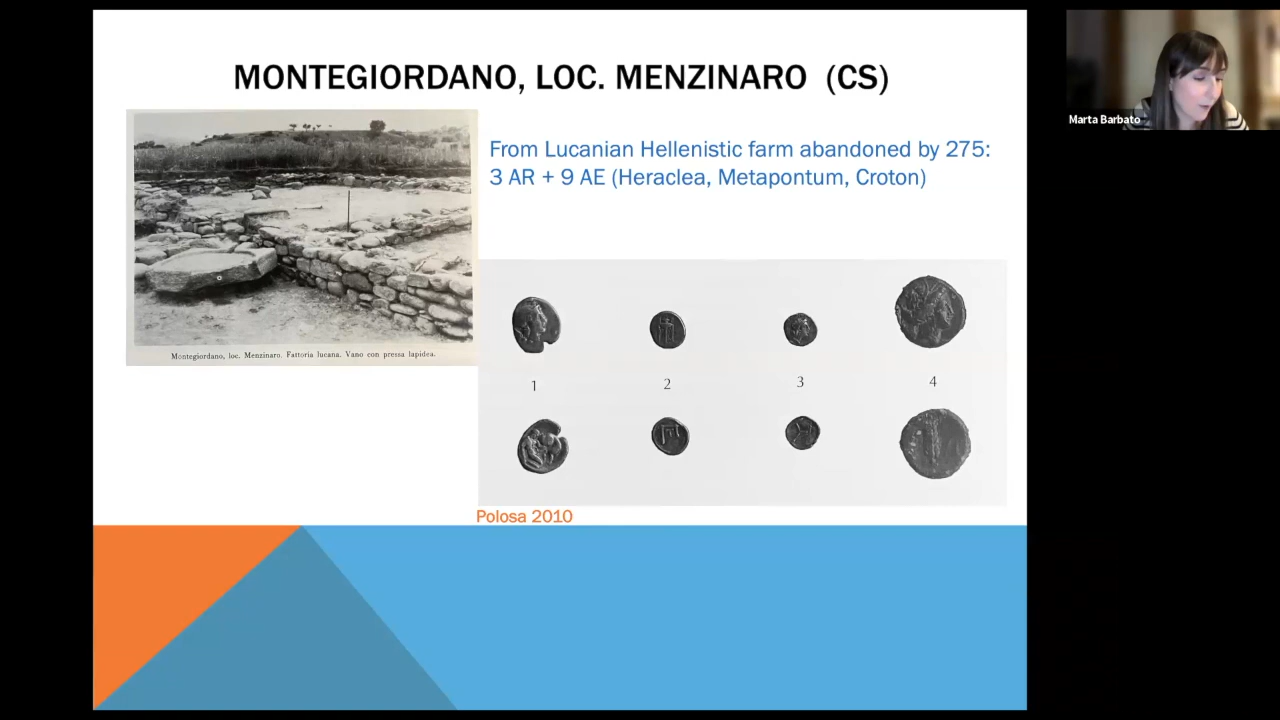 MONTEGIORDANO, LOC. MENZINARO (CS)
Marta Barbato
From Lucanian Hellenistic farm abandoned by 275:
3 AR + 9 AE (Heraclea, Metapontum, Croton)
Montegiordano, loc. Menzinaro. Fattoria lucana. Vano con pressa lapidea.
1 2 3 4
Polosa 2010